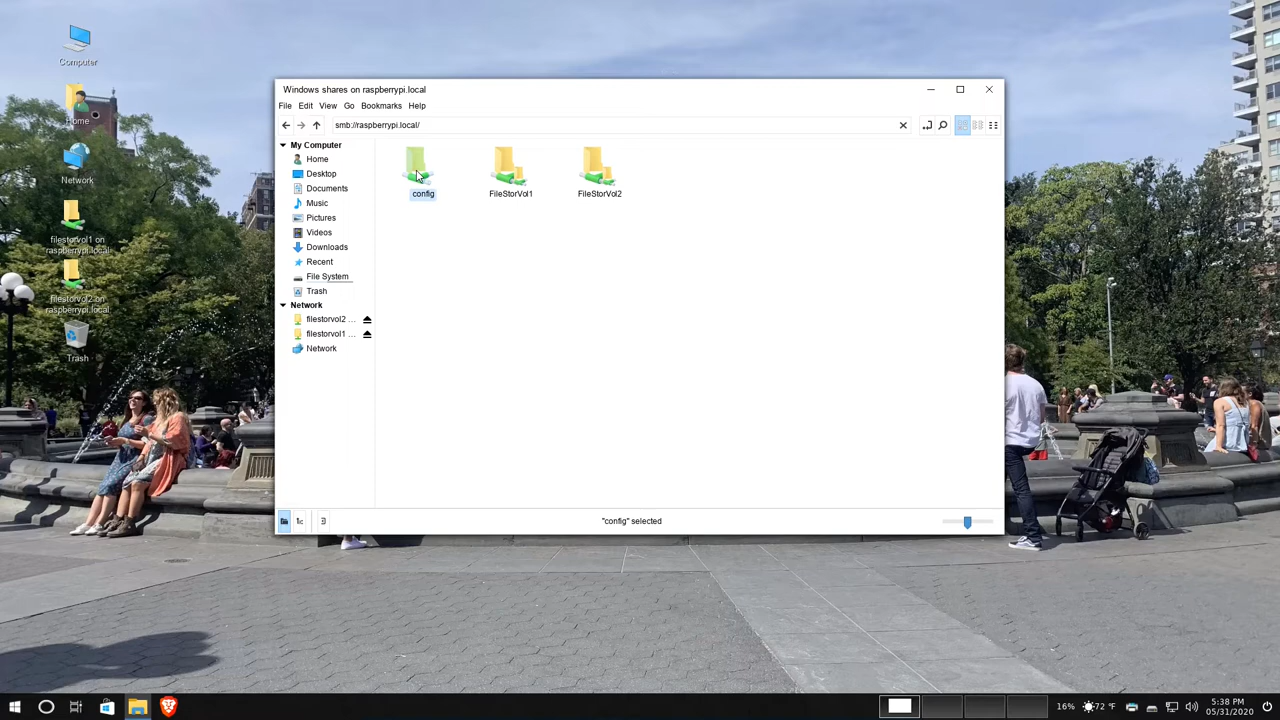 Computer
Home
Network
filestorvol1 on
raspberrypi.local
filestorvol2 on
raspberrypi.local
Trash
Windows shares on raspberrypi.local
File Edit View Go Bookmarks Help
smb://raspberrypi.local/
My Computer
Home
Desktop
Documents
Music
Pictures
Videos
Downloads
Recent
File System
Trash
Network
filestorvol2 ...
filestorvol1 ...
Network
config
FileStorVol1
FileStorVol2
"config" selected
16%
72 °F
5:38 PM
05/31/2020